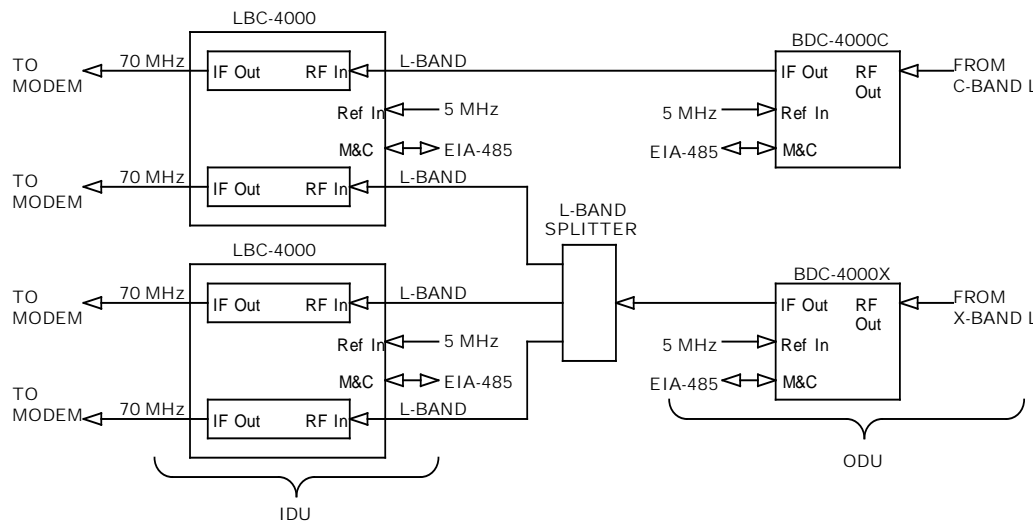 LBC-4000
TO
MODEM
70 MHz
IF Out
RF In
L-BAND
Ref In
5 MHz
M&C
EIA-485
TO
MODEM
70 MHz
IF Out
RF In
L-BAND
BDC-4000C
IF Out
RF
Out
FROM
C-BAND L
5 MHz
Ref In
EIA-485
M&C
L-BAND
SPLITTER
LBC-4000
TO
MODEM
70 MHz
IF Out
RF In
L-BAND
Ref In
5 MHz
M&C
EIA-485
TO
MODEM
70 MHz
IF Out
RF In
L-BAND
BDC-4000X
IF Out
RF
Out
FROM
X-BAND L
5 MHz
Ref In
EIA-485
M&C
IDU
ODU